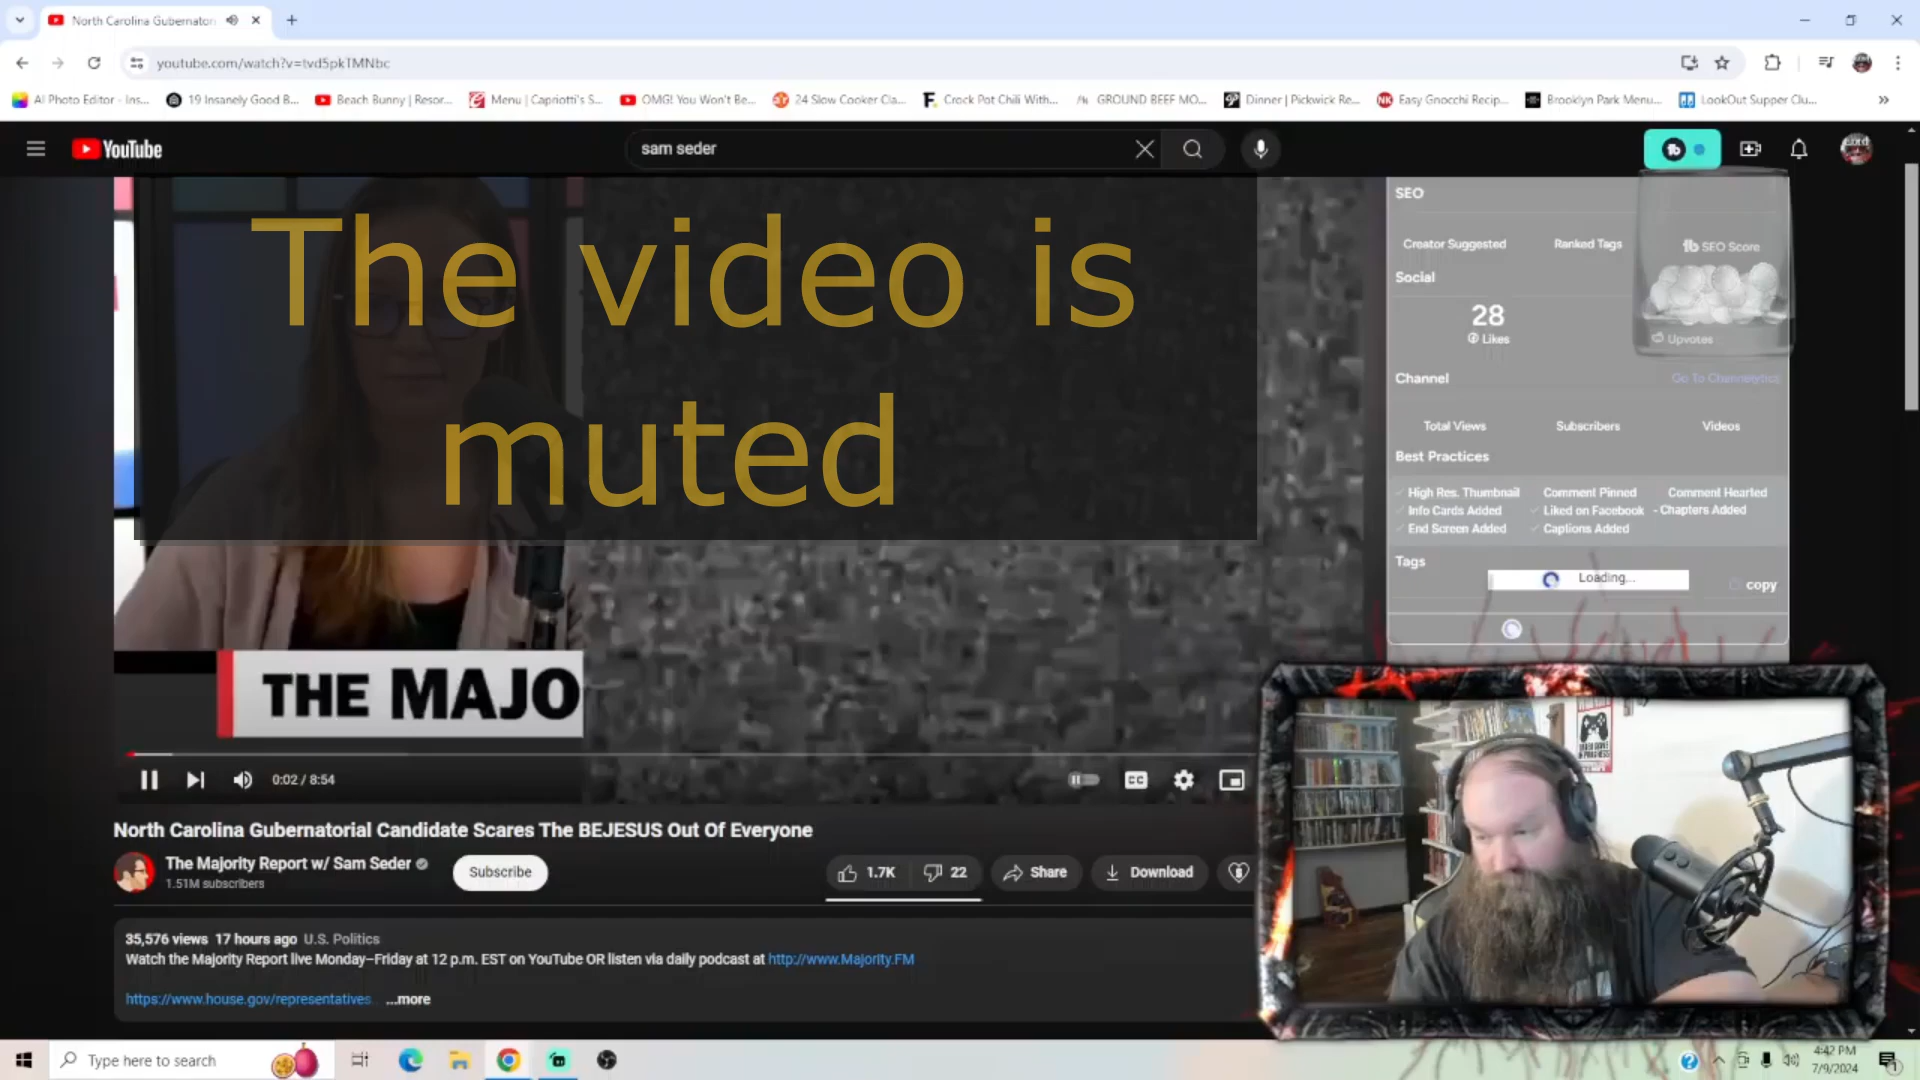 North Carolina Gubernatori
youtube.com/watch?v=tvd5pkTMNbc
AI Photo Editor - Ins...
19 Insanely Good B...
Beach Bunny | Resor...
Menu | Capriotti's S...
OMG! You Won't Be...
24 Slow Cooker Cla...
Crock Pot Chili With...
GROUND BEEF MO...
Dinner | Pickwick Re...
Easy Gnocchi Recip...
Brooklyn Park Menu...
LookOut Supper Clu...
YouTube
sam seder
The video is
muted
SEO
Creator Suggested
Ranked Tags
SEO Score
Social
28
Likes
Upvotes
Channel
Go To Channelytics
Total Views
Subscribers
Videos
Best Practices
High Res. Thumbnail
Comment Pinned
Comment Hearted
Info Cards Added
Liked on Facebook
- Chapters Added
End Screen Added
Captions Added
Tags
Loading...
copy
THE MAJO
0:02 / 8:54
CC
North Carolina Gubernatorial Candidate Scares The BEJESUS Out Of Everyone
The Majority Report w/ Sam Seder
1.51M subscribers
Subscribe
1.7K
22
Share
Download
35,576 views 17 hours ago U.S. Politics
Watch the Majority Report live Monday–Friday at 12 p.m. EST on YouTube OR listen via daily podcast at http://www.Majority.FM
https://www.house.gov/representatives
...more
Type here to search
4:42 PM
7/9/2024